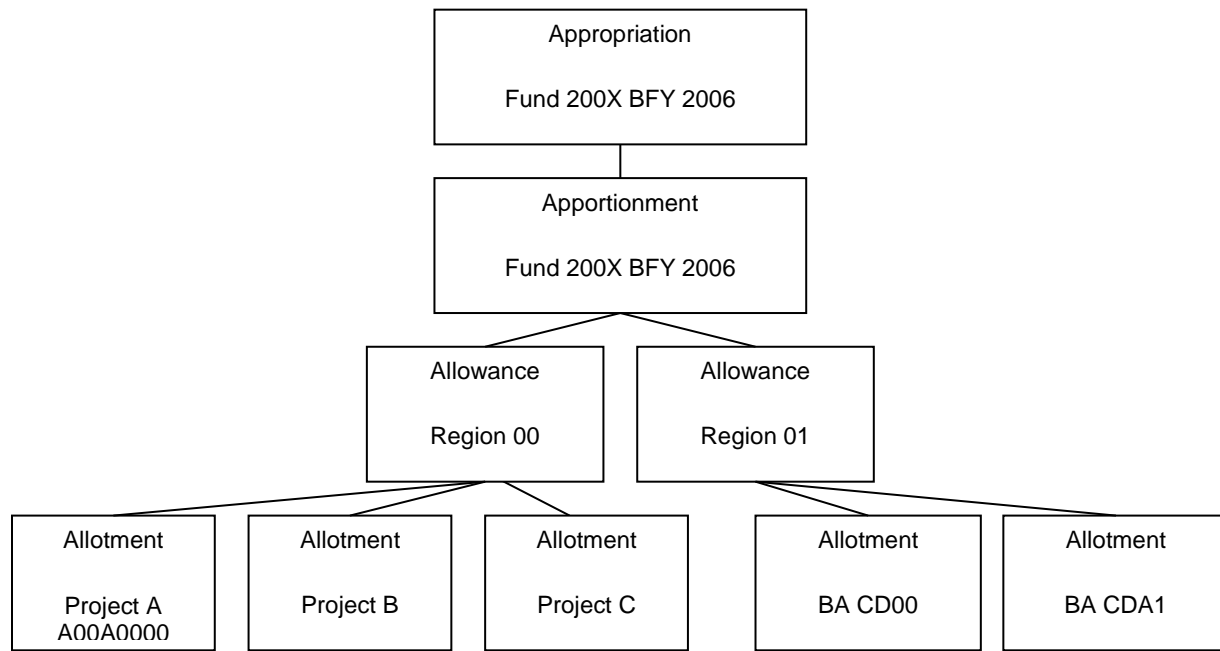 Appropriation
Fund 200X BFY 2006
Apportionment
Fund 200X BFY 2006
Allowance
Region 00
Allowance
Region 01
Allotment
Project A
A00A0000
Allotment
Project B
Allotment
Project C
Allotment
BA CD00
Allotment
BA CDA1